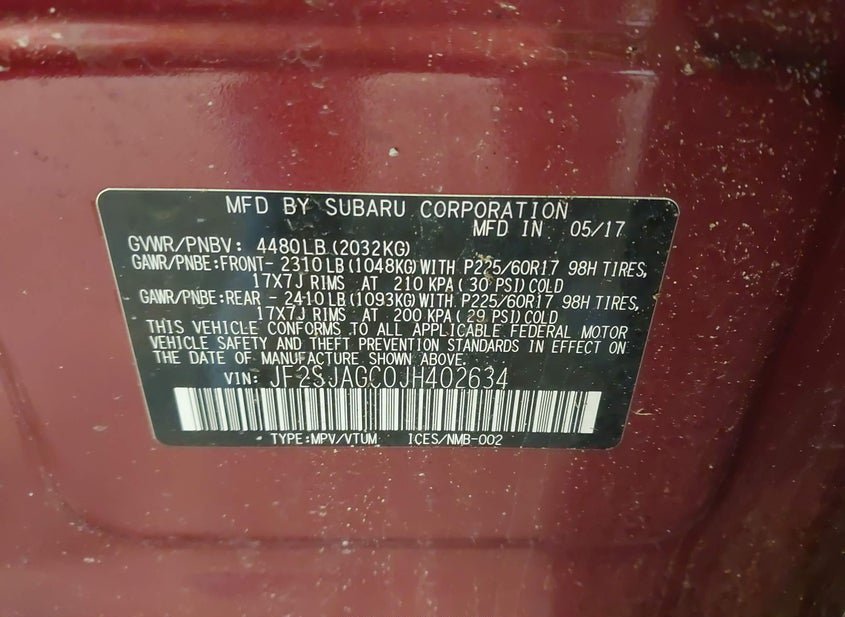 MFD BY SUBARU CORPORATION
MFD IN 05/17
GVWR/PNBV: 4480LB(2032KG)
GAWR/PNBE:FRONT- 2310LB(1048KG)WITH P225/60R17 98H TIRES,
17X7J RIMS AT 210 KPA(30 PSI)COLD
GAWR/PNBE:REAR - 2410LB(1093KG)WITH P225/60R17 98H TIRES,
17X7J RIMS AT 200 KPA(29 PSI)COLD
THIS VEHICLE CONFORMS TO ALL APPLICABLE FEDERAL MOTOR
VEHICLE SAFETY AND THEFT PREVENTION STANDARDS IN EFFECT ON
THE DATE OF MANUFACTURE SHOWN ABOVE.
VIN: JF2SJAGC0JH402634
TYPE:MPV/VTUM ICES/NMB-002